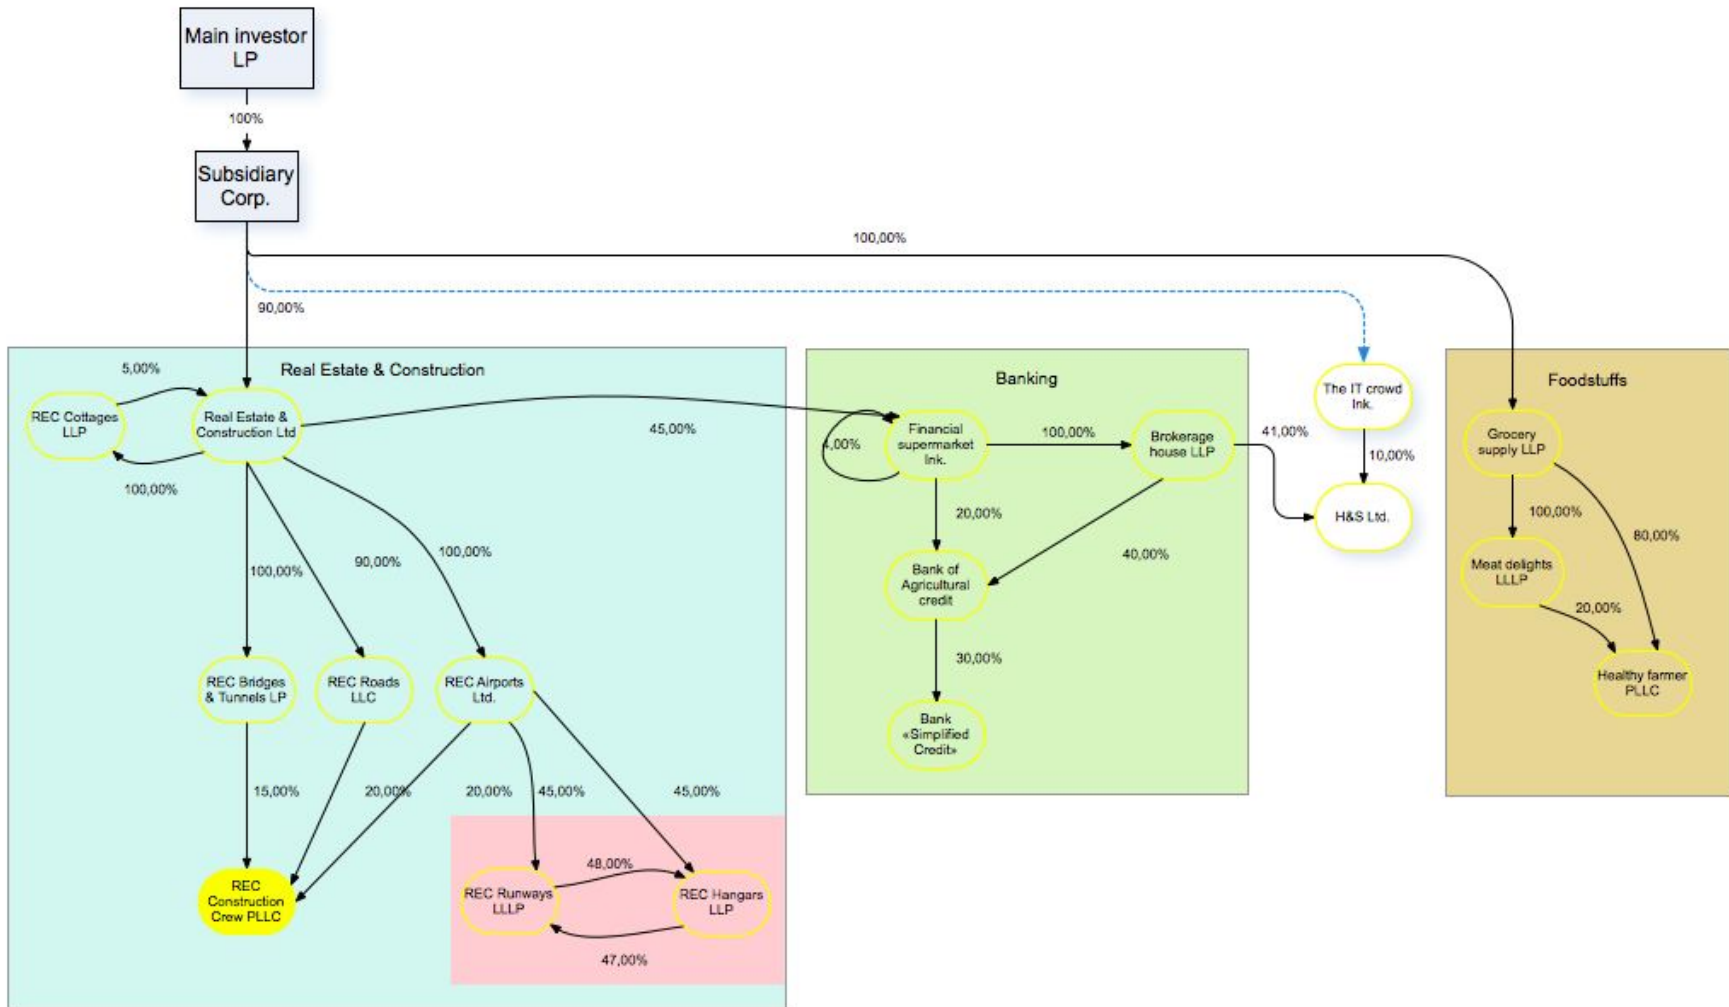 Main investor
LP
100%
Subsidiary
Corp.
100,00%
90,00%
Real Estate & Construction
5,00%
REC Cottages
LLP
Real Estate &
Construction Ltd
100,00%
45,00%
100,00%
90,00%
100,00%
REC Bridges
& Tunnels LP
REC Roads
LLC
REC Airports
Ltd.
15,00%
20,00%
20,00%
45,00%
45,00%
REC
Construction
Crew PLLC
REC Runways
LLLP
48,00%
REC Hangars
LLP
47,00%
Banking
Financial
supermarket
Ink.
,00%
100,00%
Brokerage
house LLP
41,00%
20,00%
40,00%
Bank of
Agricultural
credit
30,00%
Bank
«Simplified
Credit»
The IT crowd
Ink.
10,00%
H&S Ltd.
Foodstuffs
Grocery
supply LLP
100,00%
80,00%
Meat delights
LLLP
20,00%
Healthy farmer
PLLC